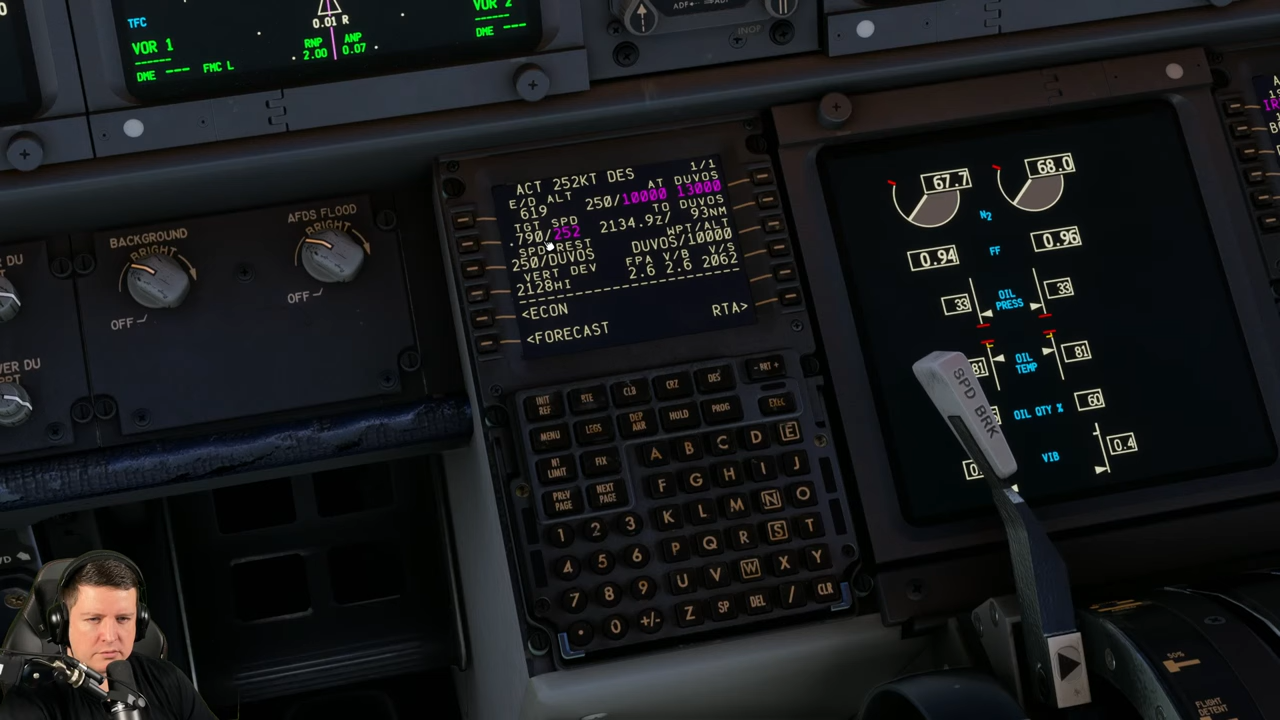 TFC
VOR 1
DME --- FMC L
0.01 R
RNP ANP
2.00 0.07
VOR 2
DME ---
ADF
INOP
BACKGROUND
BRIGHT
OFF
AFDS FLOOD
BRIGHT
OFF
ACT 252KT DES 1/1
E/D ALT AT DUVOS
619 250/10000 13000
TGT SPD TO DUVOS
.790/252 2134.9z/ 93NM
SPD REST WPT/ALT
250/DUVOS DUVOS/10000
VERT DEV FPA V/B V/S
2128HI 2.6 2.6 2062
<ECON RTA>
<FORECAST
INIT REF RTE CLB CRZ DES - BRT +
MENU LEGS DEP ARR HOLD PROG EXEC
N1 LIMIT FIX A B C D E
PREV PAGE NEXT PAGE F G H I J
1 2 3 K L M N O
4 5 6 P Q R S T
7 8 9 U V W X Y
. 0 +/- Z SP DEL / CLR
67.7 68.0
N2
0.94 FF 0.96
33 OIL PRESS 33
81 OIL TEMP 81
OIL QTY % 60
VIB 0.4
SPD BRK
50%
FLIGHT DETENT